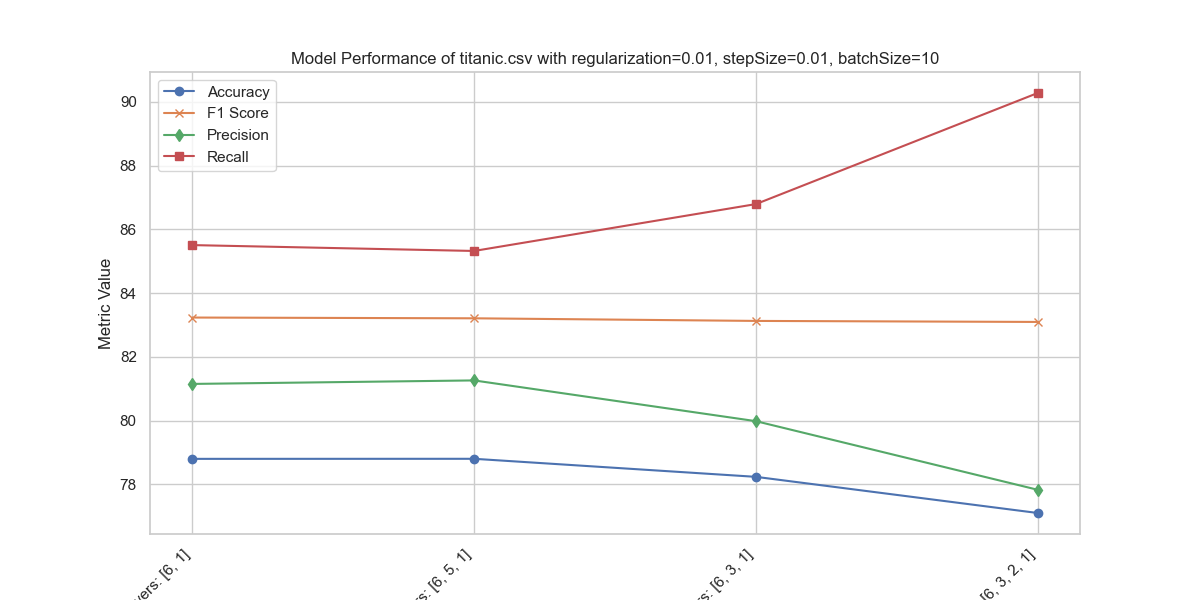 Model Performance of titanic.csv with regularization=0.01, stepSize=0.01, batchSize=10
Accuracy
F1 Score
Precision
Recall
90
88
86
84
82
80
78
Metric Value
[6, 1]
[6, 5, 1]
[6, 3, 1]
[6, 3, 2, 1]